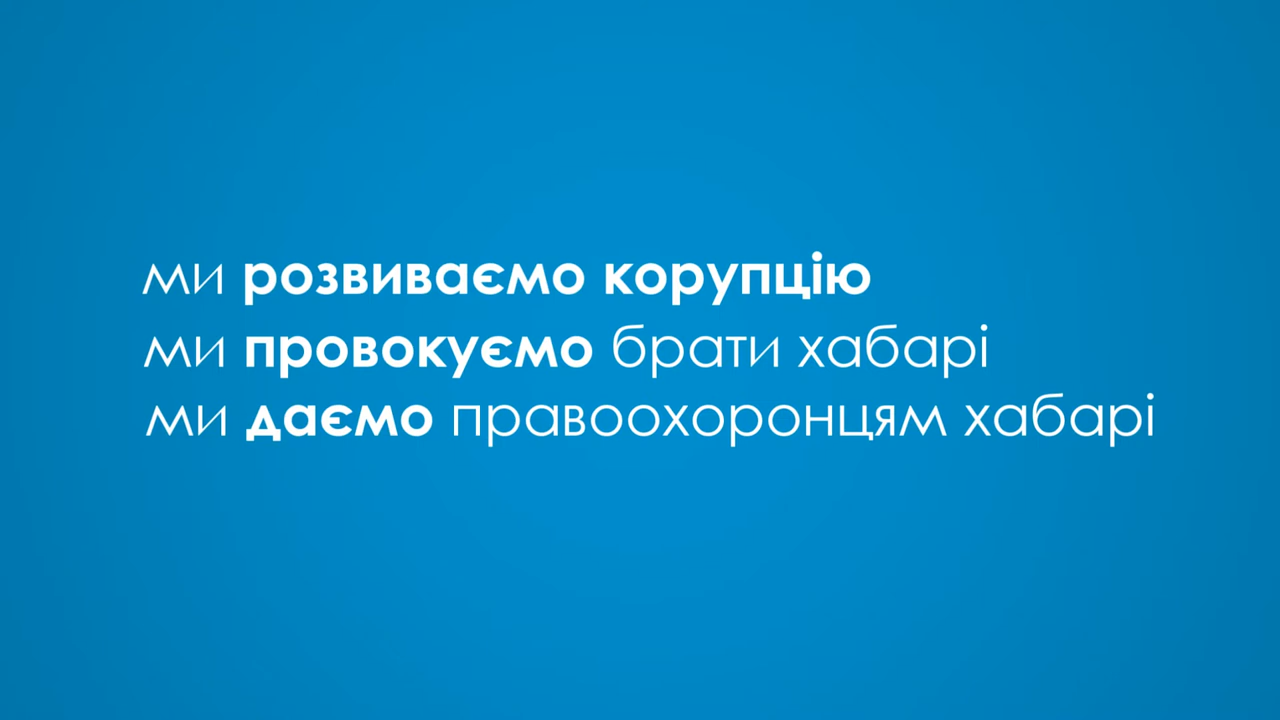 ми розвиваємо корупцію
ми провокуємо брати хабарі
ми даємо правоохоронцям хабарі